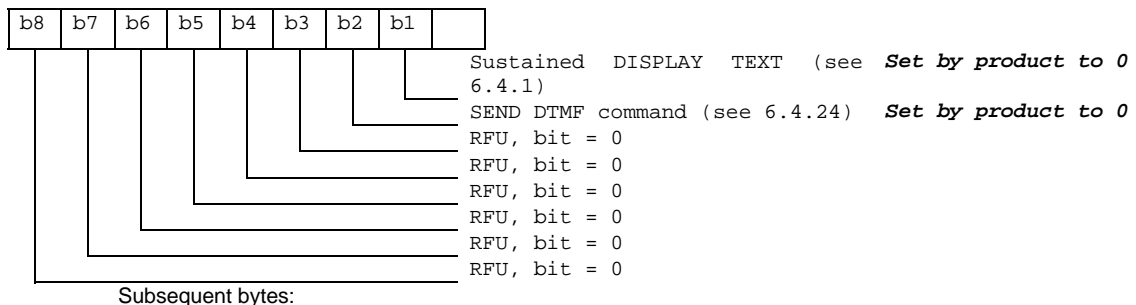 b8 b7 b6 b5 b4 b3 b2 b1
Sustained DISPLAY TEXT (see 6.4.1) Set by product to 0
SEND DTMF command (see 6.4.24) Set by product to 0
RFU, bit = 0
RFU, bit = 0
RFU, bit = 0
RFU, bit = 0
RFU, bit = 0
RFU, bit = 0
Subsequent bytes: